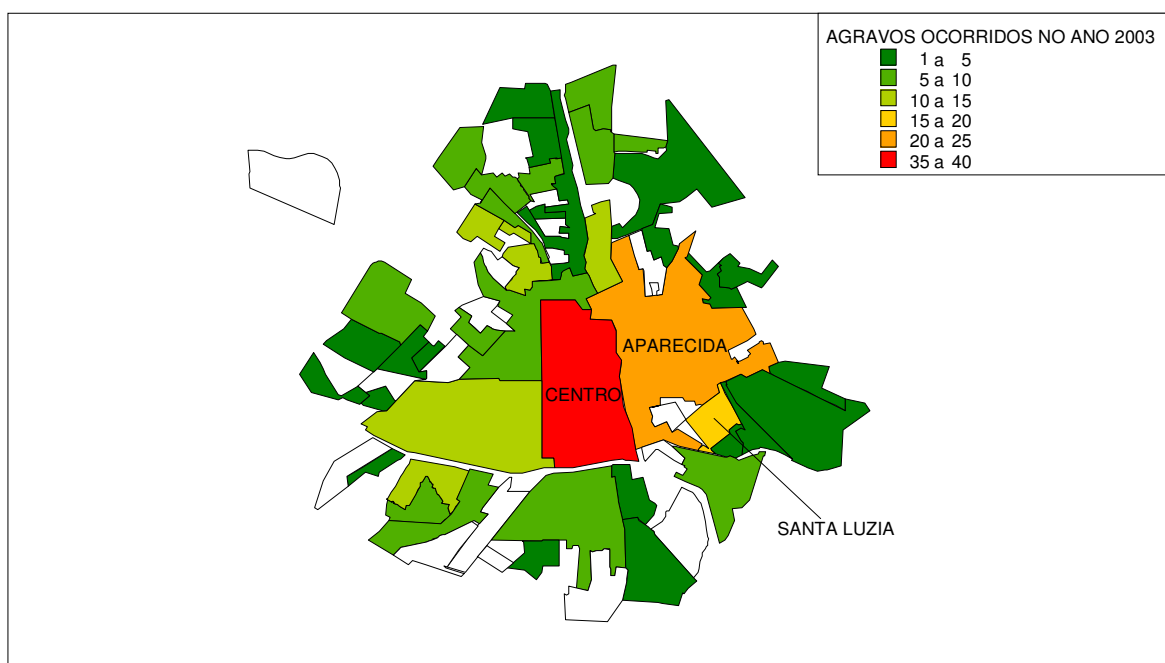 AGRAVOS OCORRIDOS NO ANO 2003
1 a 5
5 a 10
10 a 15
15 a 20
20 a 25
35 a 40
APARECIDA
CENTRO
SANTA LUZIA